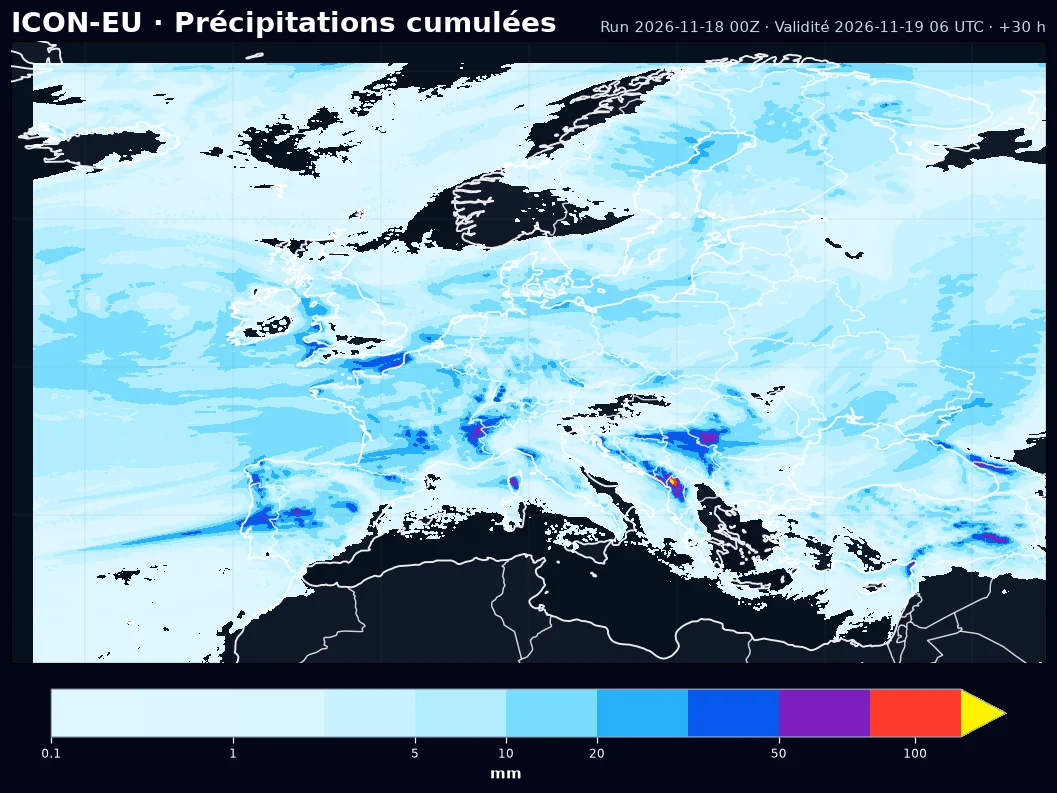 ICON-EU · Précipitations cumulées
Run 2026-11-18 00Z · Validité 2026-11-19 06 UTC · +30 h
0.1 1 5 10 20 50 100
mm